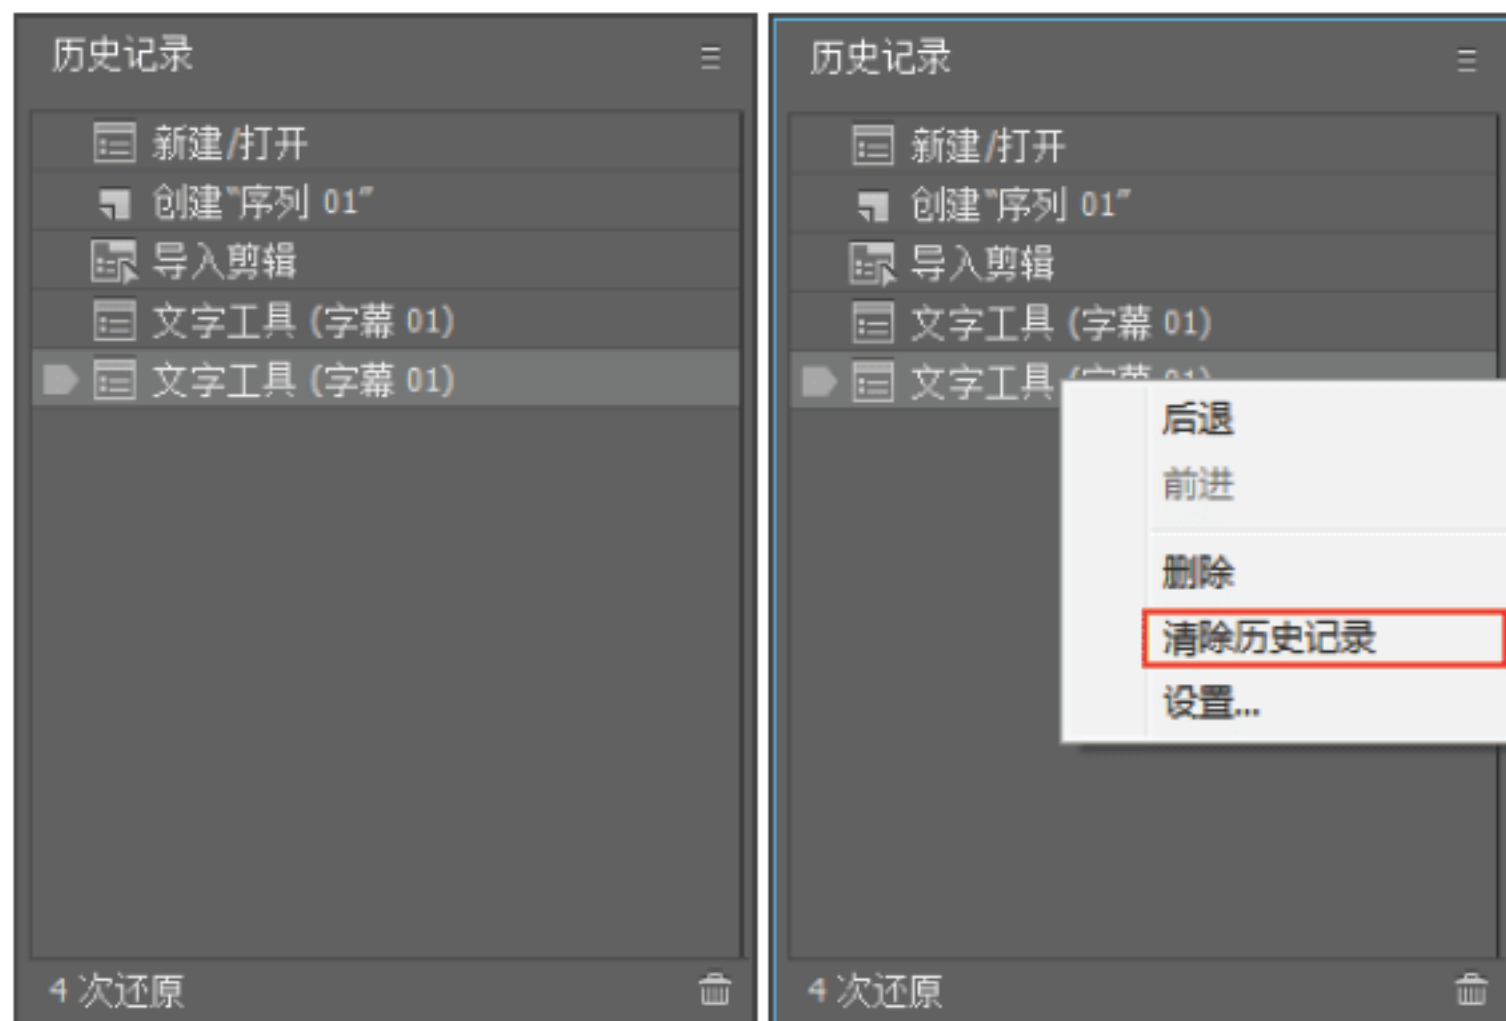 历史记录
新建/打开
创建“序列 01”
导入剪辑
文字工具 (字幕 01)
文字工具 (字幕 01)
4 次还原
历史记录
新建/打开
创建“序列 01”
导入剪辑
文字工具 (字幕 01)
文字工具 (字幕 01)
后退
前进
删除
清除历史记录
设置...
4 次还原